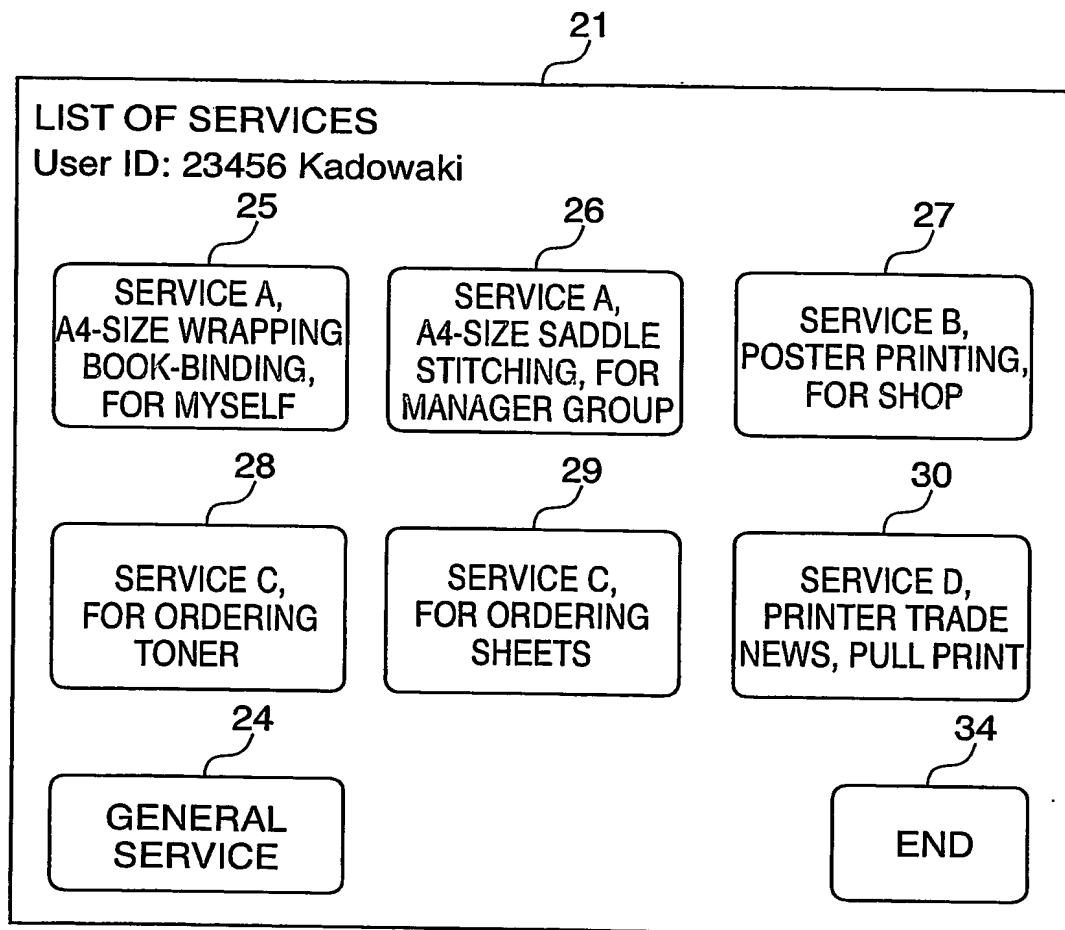 21
LIST OF SERVICES
User ID: 23456 Kadowaki
25
SERVICE A,
A4-SIZE WRAPPING
BOOK-BINDING,
FOR MYSELF
26
SERVICE A,
A4-SIZE SADDLE
STITCHING, FOR
MANAGER GROUP
27
SERVICE B,
POSTER PRINTING,
FOR SHOP
28
SERVICE C,
FOR ORDERING
TONER
29
SERVICE C,
FOR ORDERING
SHEETS
30
SERVICE D,
PRINTER TRADE
NEWS, PULL PRINT
24
GENERAL
SERVICE
34
END